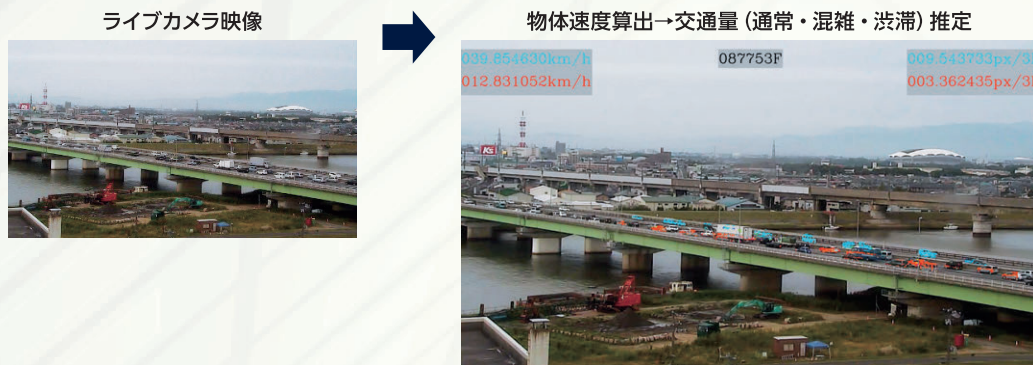 ライブカメラ映像
物体速度算出→交通量（通常・混雑・渋滞）推定
039.854630km/h
087753F
009.543733px/3
012.831052km/h
003.362435px/3
K's